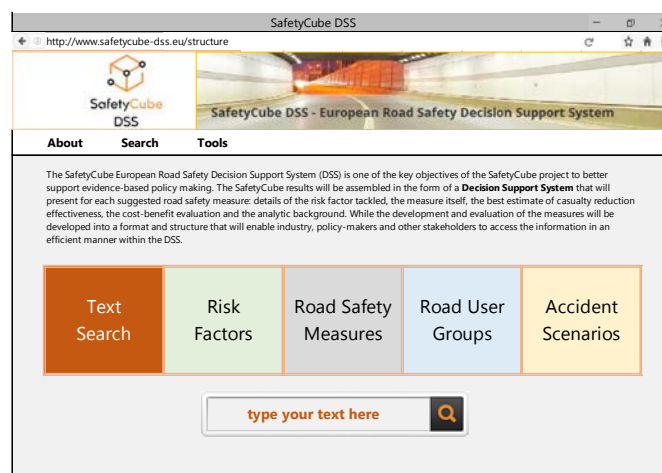 SafetyCube DSS
http://www.safetycube-dss.eu/structure
SafetyCube
DSS
SafetyCube DSS - European Road Safety Decision Support System
About Search Tools
The SafetyCube European Road Safety Decision Support System (DSS) is one of the key objectives of the SafetyCube project to better
support evidence-based policy making. The SafetyCube results will be assembled in the form of a Decision Support System that will
present for each suggested road safety measure: details of the risk factor tackled, the measure itself, the best estimate of casualty reduction
effectiveness, the cost-benefit evaluation and the analytic background. While the development and evaluation of the measures will be
developed into a format and structure that will enable industry, policy-makers and other stakeholders to access the information in an
efficient manner within the DSS.
Text
Search
Risk
Factors
Road Safety
Measures
Road User
Groups
Accident
Scenarios
type your text here